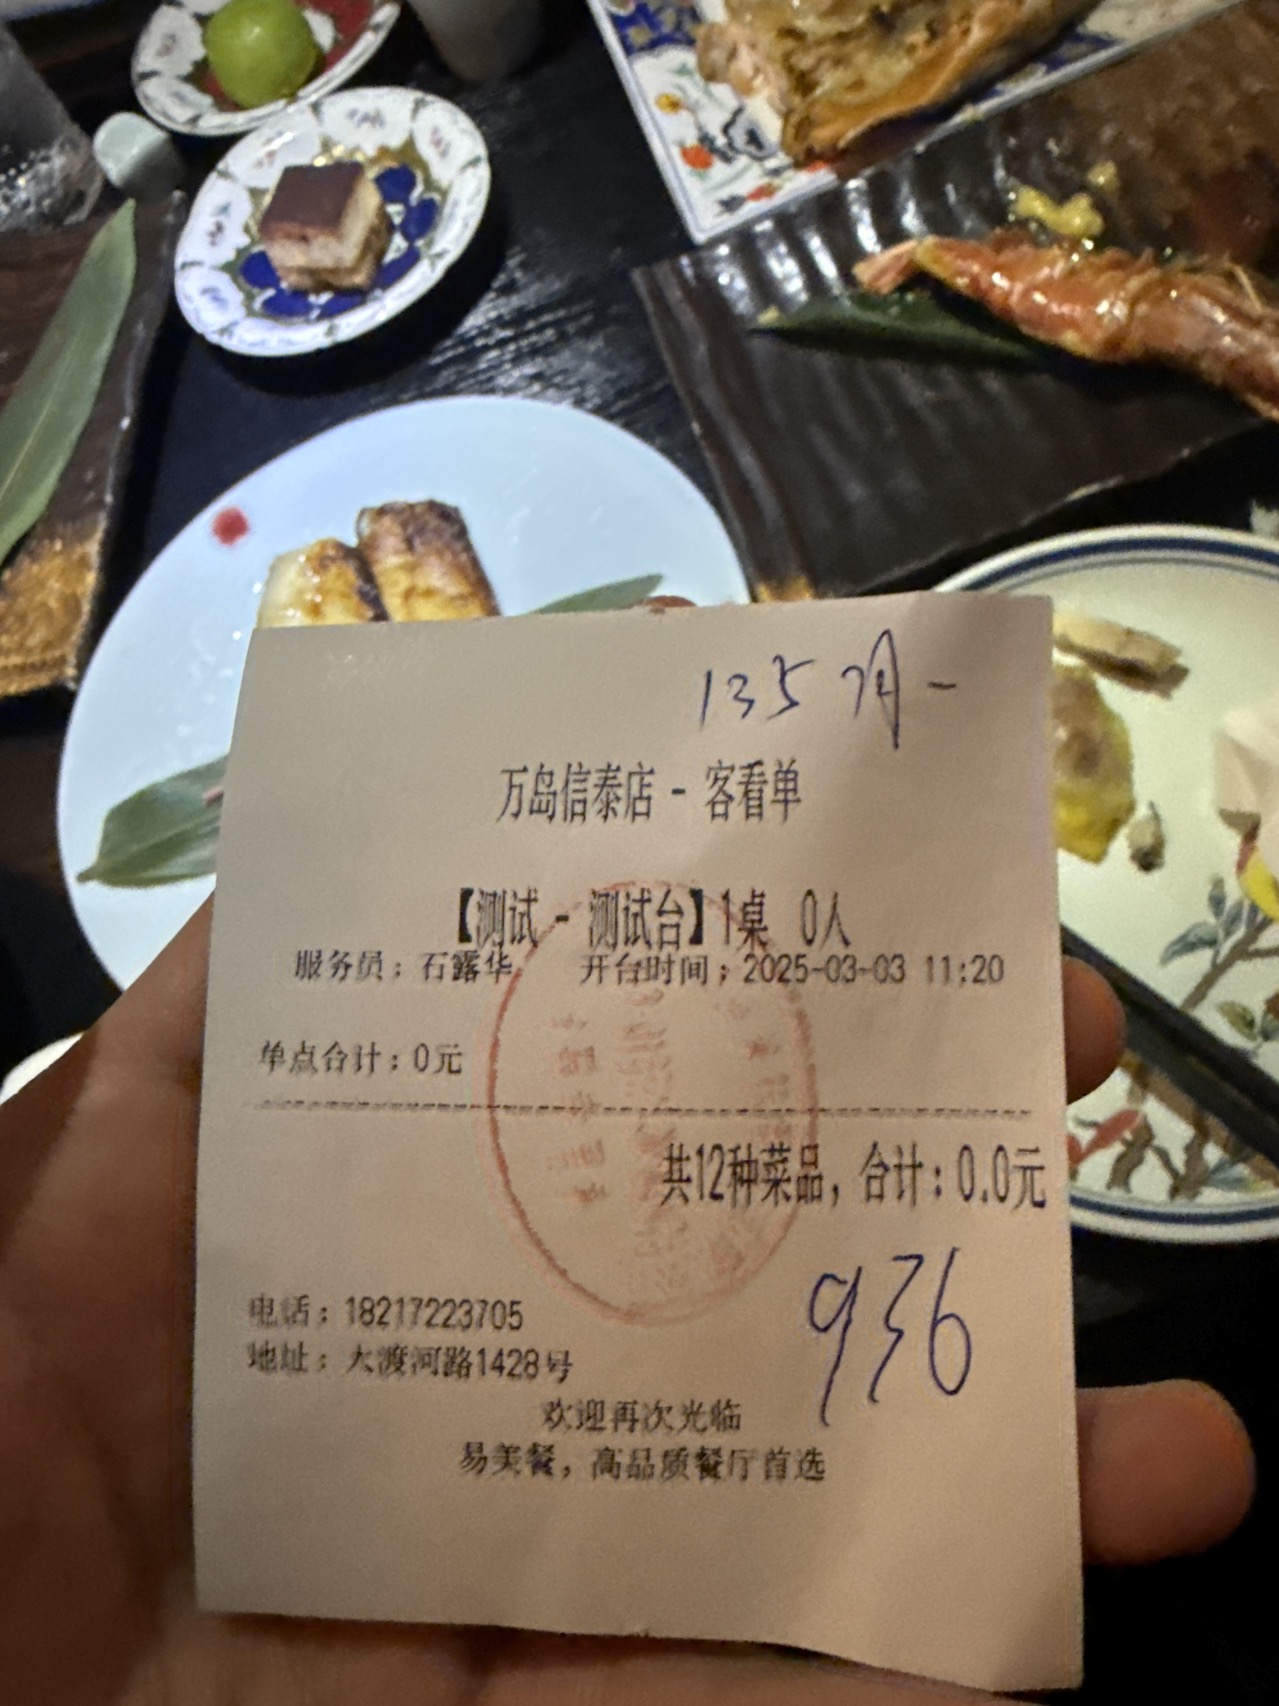 135 用一
万岛信泰店 - 客看单
【测试 - 测试台】1桌 0人
服务员：石露华 开台时间：2025-03-03 11:20
单点合计：0元
共12种菜品，合计：0.0元
936
电话：18217223705
地址：大渡河路1428号
欢迎再次光临
易美餐，高品质餐厅首选